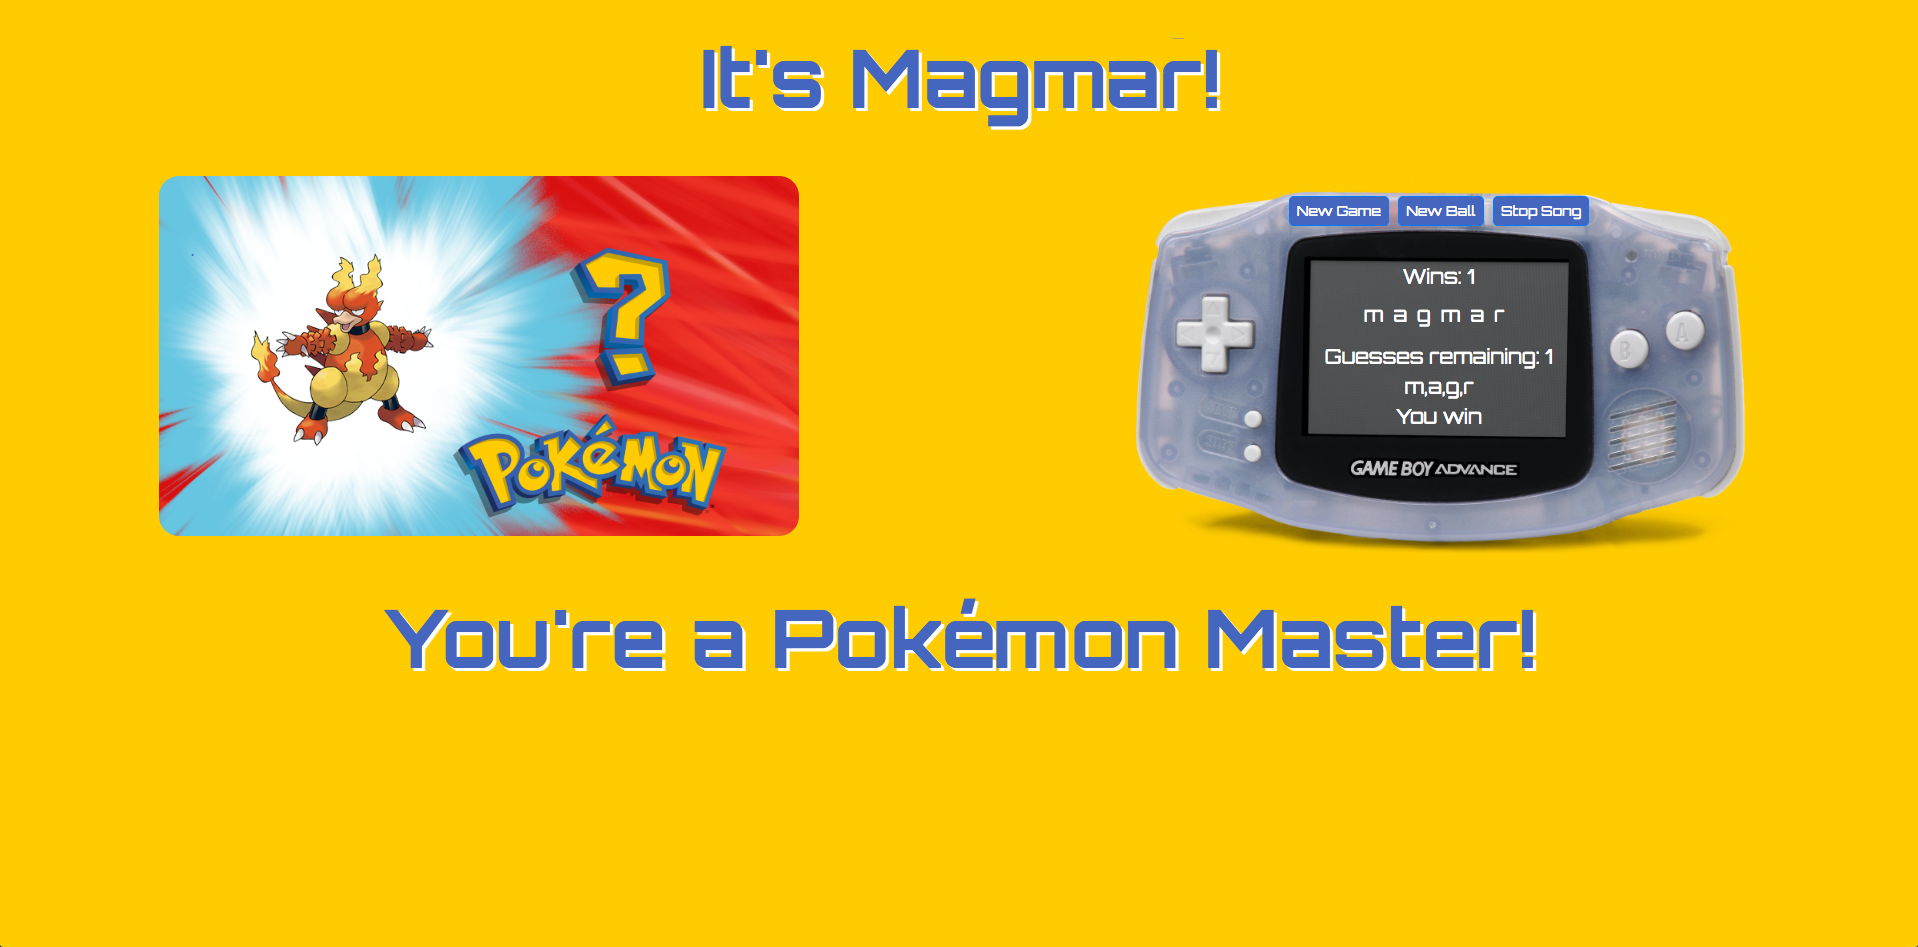 It's Magmar!
?
POKéMON
New Game New Ball Stop Song
Wins: 1
m a g m a r
Guesses remaining: 1
m,a,g,r
You win
B
A
GAME BOY ADVANCE
You're a Pokémon Master!